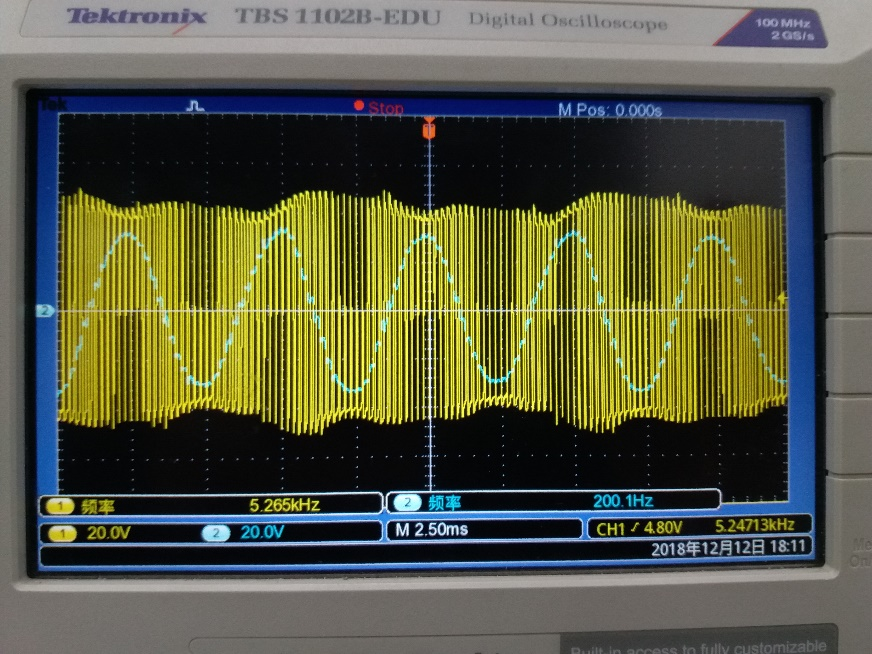 Tektronix TBS 1102B-EDU Digital Oscilloscope 100 MHz
2 GS/s
Tek Stop M Pos: 0.000s
T
2
1 频率 5.265kHz 2 频率 200.1Hz
1 20.0V 2 20.0V M 2.50ms CH1 4.80V 5.24713kHz
2018年12月12日 18:11
Built-in access to fully customizable